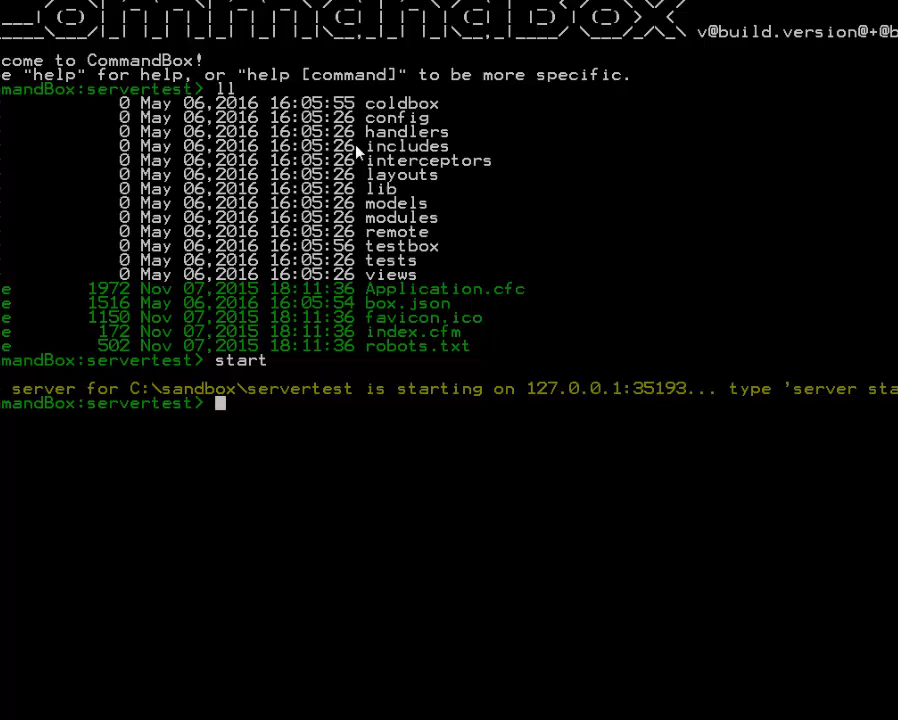 v@build.version@+@b
come to CommandBox!
e "help" for help, or "help [command]" to be more specific.
mandBox:servertest> ll
0 May 06,2016 16:05:55 coldbox
0 May 06,2016 16:05:26 config
0 May 06,2016 16:05:26 handlers
0 May 06,2016 16:05:26 includes
0 May 06,2016 16:05:26 interceptors
0 May 06,2016 16:05:26 layouts
0 May 06,2016 16:05:26 lib
0 May 06,2016 16:05:26 models
0 May 06,2016 16:05:26 modules
0 May 06,2016 16:05:26 remote
0 May 06,2016 16:05:56 testbox
0 May 06,2016 16:05:26 tests
0 May 06,2016 16:05:26 views
e 1972 Nov 07,2015 18:11:36 Application.cfc
e 1516 May 06,2016 16:05:54 box.json
e 1150 Nov 07,2015 18:11:36 favicon.ico
e 172 Nov 07,2015 18:11:36 index.cfm
e 502 Nov 07,2015 18:11:36 robots.txt
mandBox:servertest> start
server for C:\sandbox\servertest is starting on 127.0.0.1:35193... type 'server sta
mandBox:servertest>